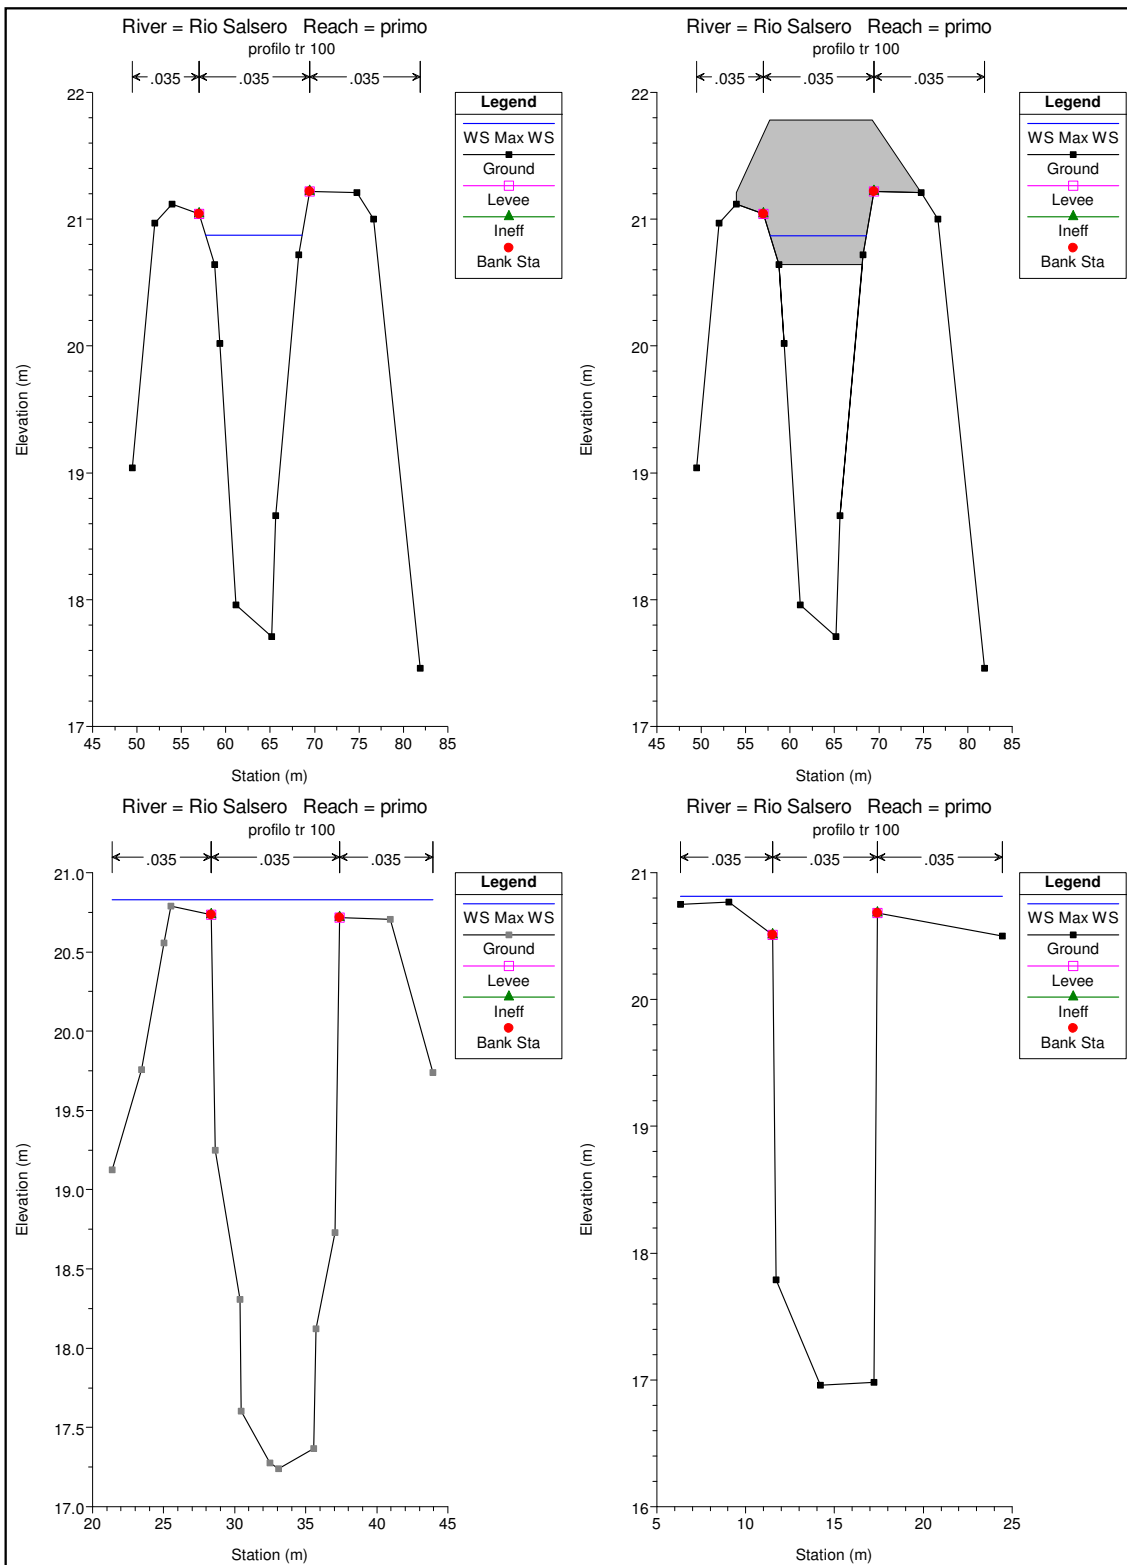 River = Rio Salsero   Reach = primo
profilo tr 100
.035 .035 .035
22
21
20
19
18
17
Elevation (m)
45 50 55 60 65 70 75 80 85
Station (m)
Legend
WS Max WS
Ground
Levee
Ineff
Bank Sta
River = Rio Salsero   Reach = primo
profilo tr 100
.035 .035 .035
22
21
20
19
18
17
Elevation (m)
45 50 55 60 65 70 75 80 85
Station (m)
Legend
WS Max WS
Ground
Levee
Ineff
Bank Sta
River = Rio Salsero   Reach = primo
profilo tr 100
.035 .035 .035
21.0
20.5
20.0
19.5
19.0
18.5
18.0
17.5
17.0
Elevation (m)
20 25 30 35 40 45
Station (m)
Legend
WS Max WS
Ground
Levee
Ineff
Bank Sta
River = Rio Salsero   Reach = primo
profilo tr 100
.035 .035 .035
21
20
19
18
17
16
Elevation (m)
5 10 15 20 25
Station (m)
Legend
WS Max WS
Ground
Levee
Ineff
Bank Sta